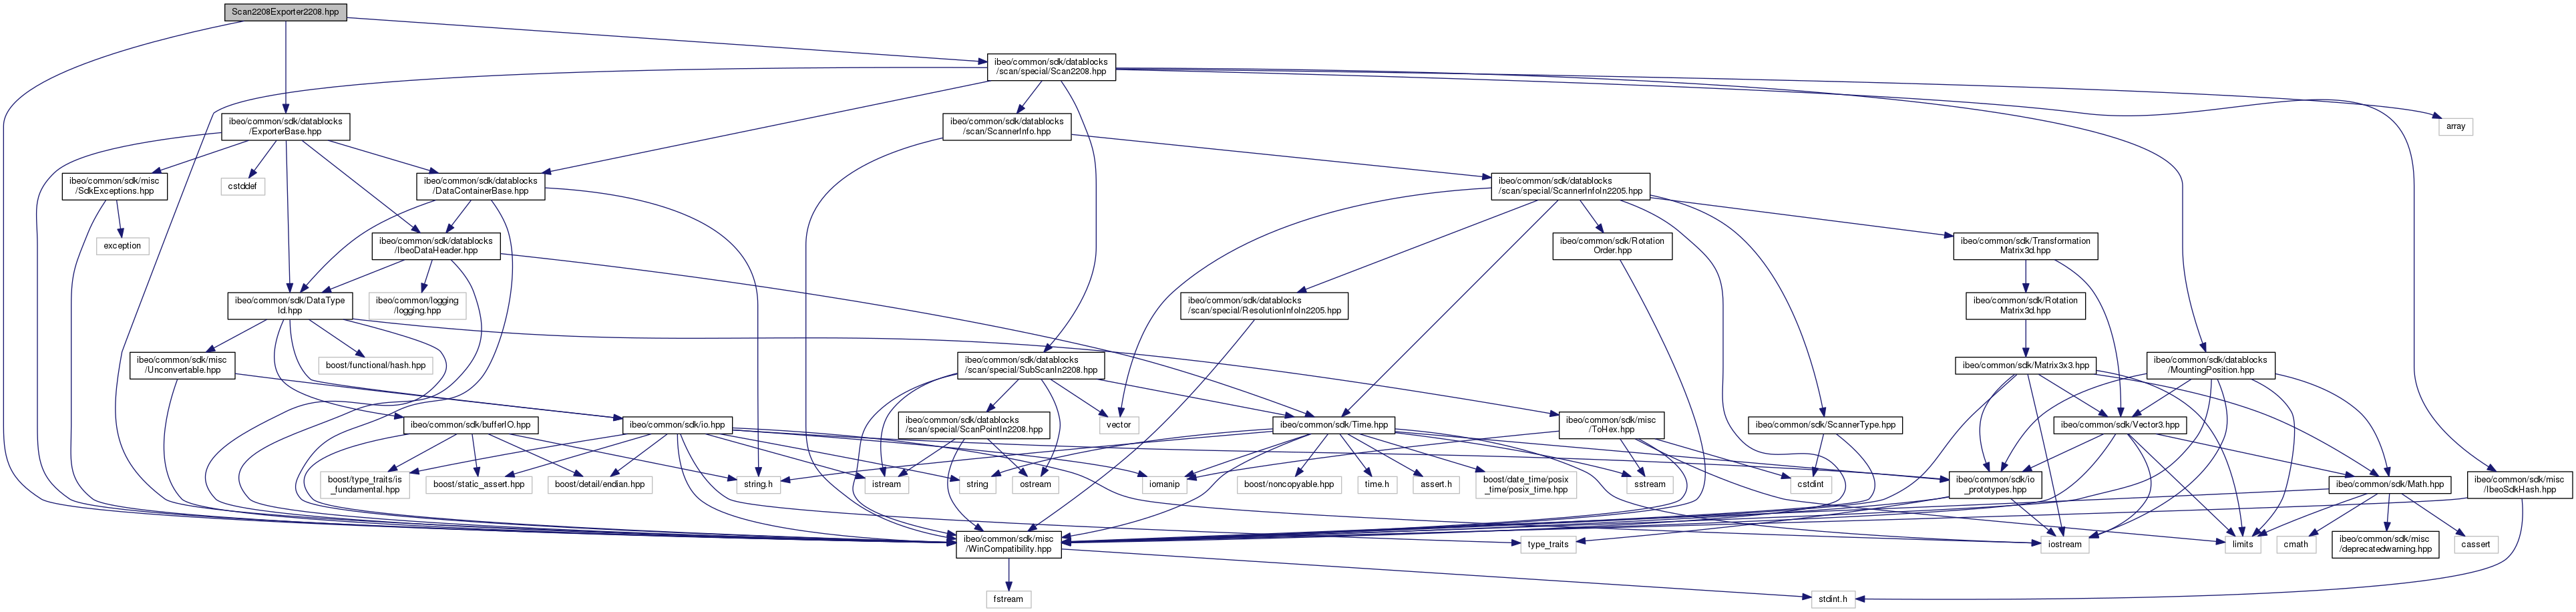 Scan2208Exporter2208.hpp
ibeo/common/sdk/datablocks
/scan/special/Scan2208.hpp
ibeo/common/sdk/datablocks
/ExporterBase.hpp
ibeo/common/sdk/datablocks
/scan/ScannerInfo.hpp
array
ibeo/common/sdk/misc
/SdkExceptions.hpp
cstddef
ibeo/common/sdk/datablocks
/DataContainerBase.hpp
ibeo/common/sdk/datablocks
/scan/special/ScannerInfoIn2205.hpp
exception
ibeo/common/sdk/datablocks
/IbeoDataHeader.hpp
ibeo/common/sdk/Rotation
Order.hpp
ibeo/common/sdk/Transformation
Matrix3d.hpp
ibeo/common/sdk/DataType
Id.hpp
ibeo/common/logging
/logging.hpp
ibeo/common/sdk/datablocks
/scan/special/ResolutionInfoIn2205.hpp
ibeo/common/sdk/Rotation
Matrix3d.hpp
ibeo/common/sdk/misc
/Unconvertable.hpp
boost/functional/hash.hpp
ibeo/common/sdk/datablocks
/scan/special/SubScanIn2208.hpp
ibeo/common/sdk/Matrix3x3.hpp
ibeo/common/sdk/datablocks
/MountingPosition.hpp
ibeo/common/sdk/bufferIO.hpp
ibeo/common/sdk/io.hpp
ibeo/common/sdk/datablocks
/scan/special/ScanPointIn2208.hpp
vector
ibeo/common/sdk/Time.hpp
ibeo/common/sdk/misc
/ToHex.hpp
ibeo/common/sdk/ScannerType.hpp
ibeo/common/sdk/Vector3.hpp
boost/type_traits/is
_fundamental.hpp
boost/static_assert.hpp
boost/detail/endian.hpp
string.h
istream
string
ostream
iomanip
boost/noncopyable.hpp
time.h
assert.h
boost/date_time/posix
_time/posix_time.hpp
sstream
cstdint
ibeo/common/sdk/io
_prototypes.hpp
ibeo/common/sdk/Math.hpp
ibeo/common/sdk/misc
/IbeoSdkHash.hpp
ibeo/common/sdk/misc
/WinCompatibility.hpp
type_traits
iostream
limits
cmath
ibeo/common/sdk/misc
/deprecatedwarning.hpp
cassert
fstream
stdint.h